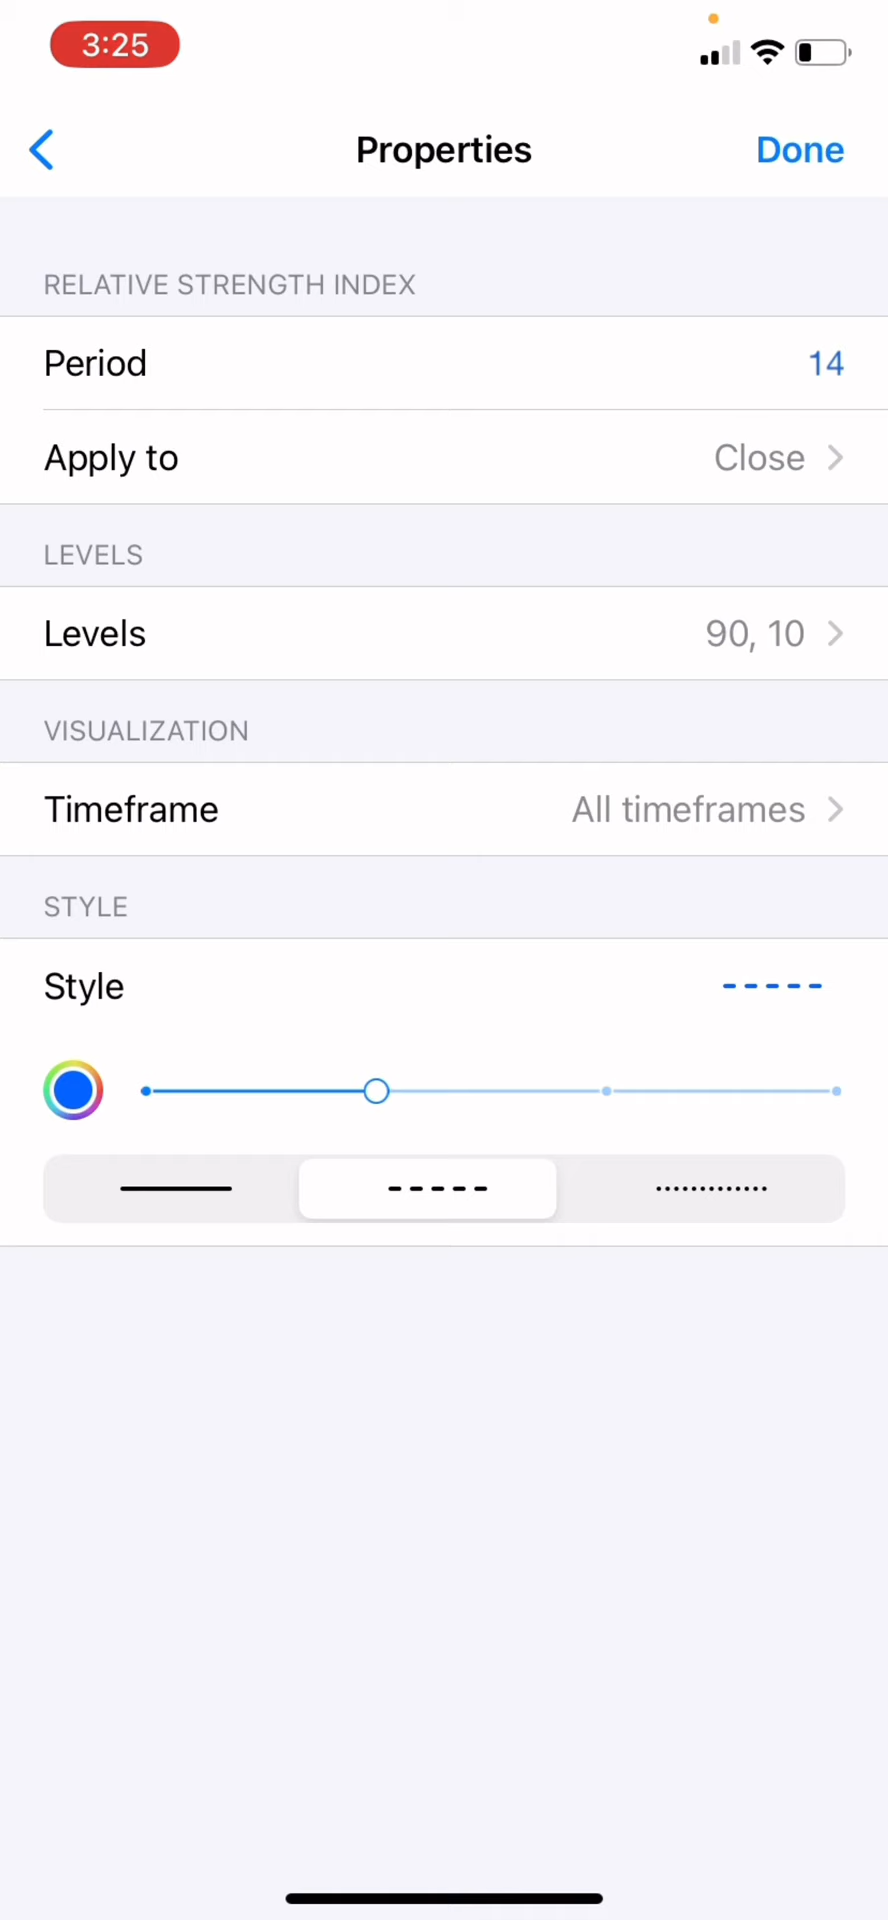 3:25
Properties
Done
RELATIVE STRENGTH INDEX
Period 14
Apply to Close
LEVELS
Levels 90, 10
VISUALIZATION
Timeframe All timeframes
STYLE
Style